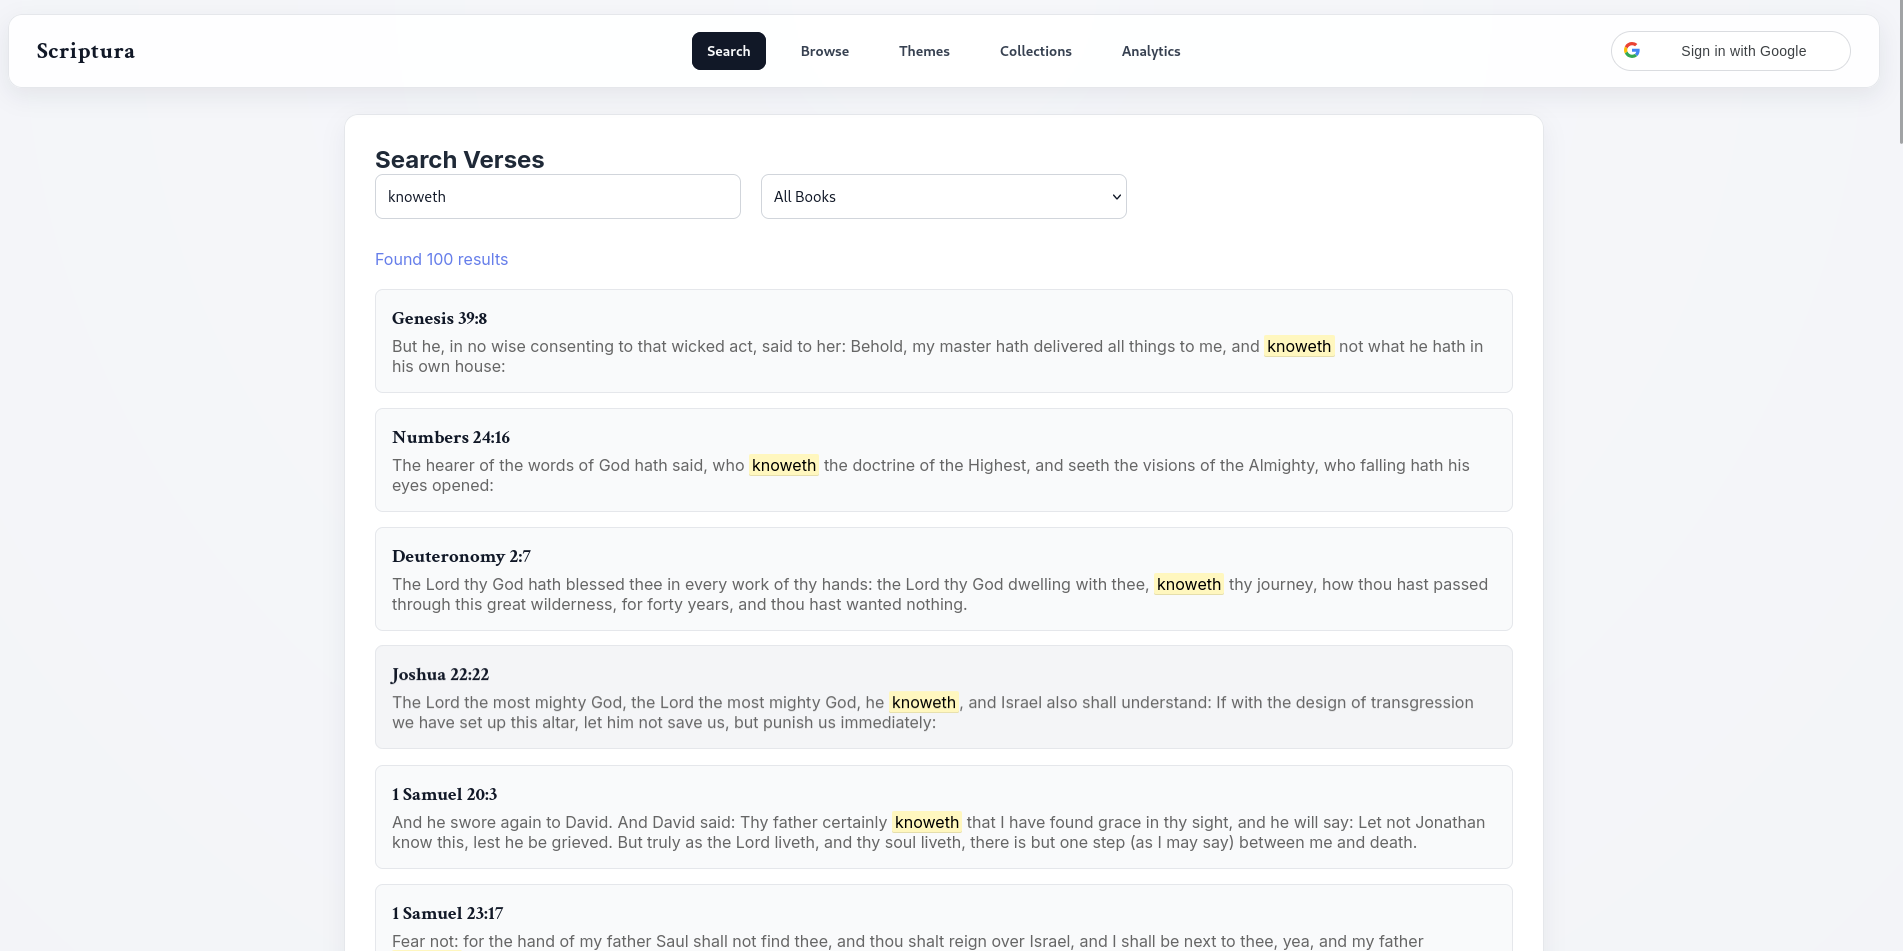 Scriptura
Search
Browse
Themes
Collections
Analytics
Sign in with Google
Search Verses
knoweth
All Books
Found 100 results
Genesis 39:8
But he, in no wise consenting to that wicked act, said to her: Behold, my master hath delivered all things to me, and knoweth not what he hath in
his own house:
Numbers 24:16
The hearer of the words of God hath said, who knoweth the doctrine of the Highest, and seeth the visions of the Almighty, who falling hath his
eyes opened:
Deuteronomy 2:7
The Lord thy God hath blessed thee in every work of thy hands: the Lord thy God dwelling with thee, knoweth thy journey, how thou hast passed
through this great wilderness, for forty years, and thou hast wanted nothing.
Joshua 22:22
The Lord the most mighty God, the Lord the most mighty God, he knoweth, and Israel also shall understand: If with the design of transgression
we have set up this altar, let him not save us, but punish us immediately:
1 Samuel 20:3
And he swore again to David. And David said: Thy father certainly knoweth that I have found grace in thy sight, and he will say: Let not Jonathan
know this, lest he be grieved. But truly as the Lord liveth, and thy soul liveth, there is but one step (as I may say) between me and death.
1 Samuel 23:17
Fear not: for the hand of my father Saul shall not find thee, and thou shalt reign over Israel, and I shall be next to thee, yea, and my father